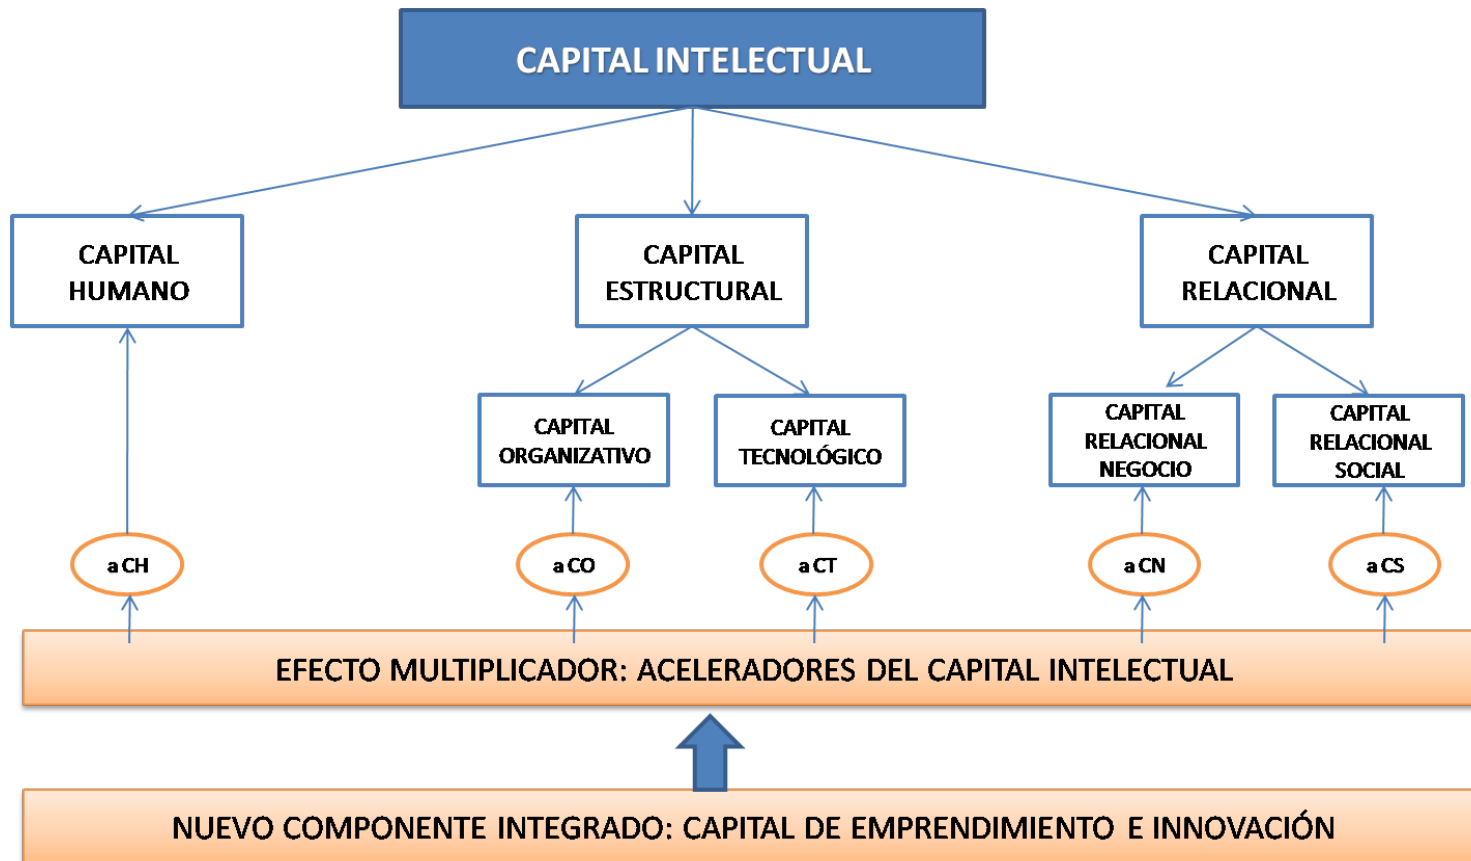 CAPITAL INTELECTUAL
CAPITAL
HUMANO
CAPITAL
ESTRUCTURAL
CAPITAL
RELACIONAL
CAPITAL
ORGANIZATIVO
CAPITAL
TECNOLÓGICO
CAPITAL
RELACIONAL
NEGOCIO
CAPITAL
RELACIONAL
SOCIAL
a CH
a CO
a CT
a CN
a CS
EFECTO MULTIPLICADOR: ACELERADORES DEL CAPITAL INTELECTUAL
NUEVO COMPONENTE INTEGRADO: CAPITAL DE EMPRENDIMIENTO E INNOVACIÓN